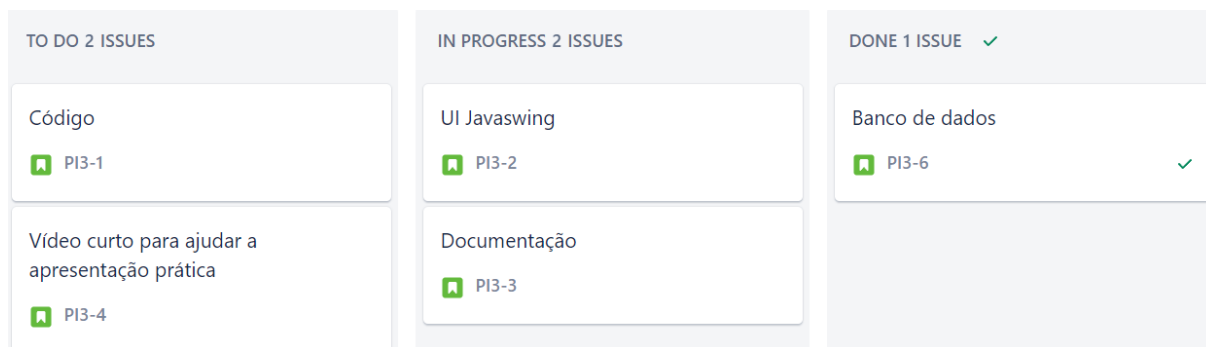 TO DO 2 ISSUES
Código
PI3-1
Vídeo curto para ajudar a
apresentação prática
PI3-4
IN PROGRESS 2 ISSUES
UI Javaswing
PI3-2
Documentação
PI3-3
DONE 1 ISSUE
Banco de dados
PI3-6